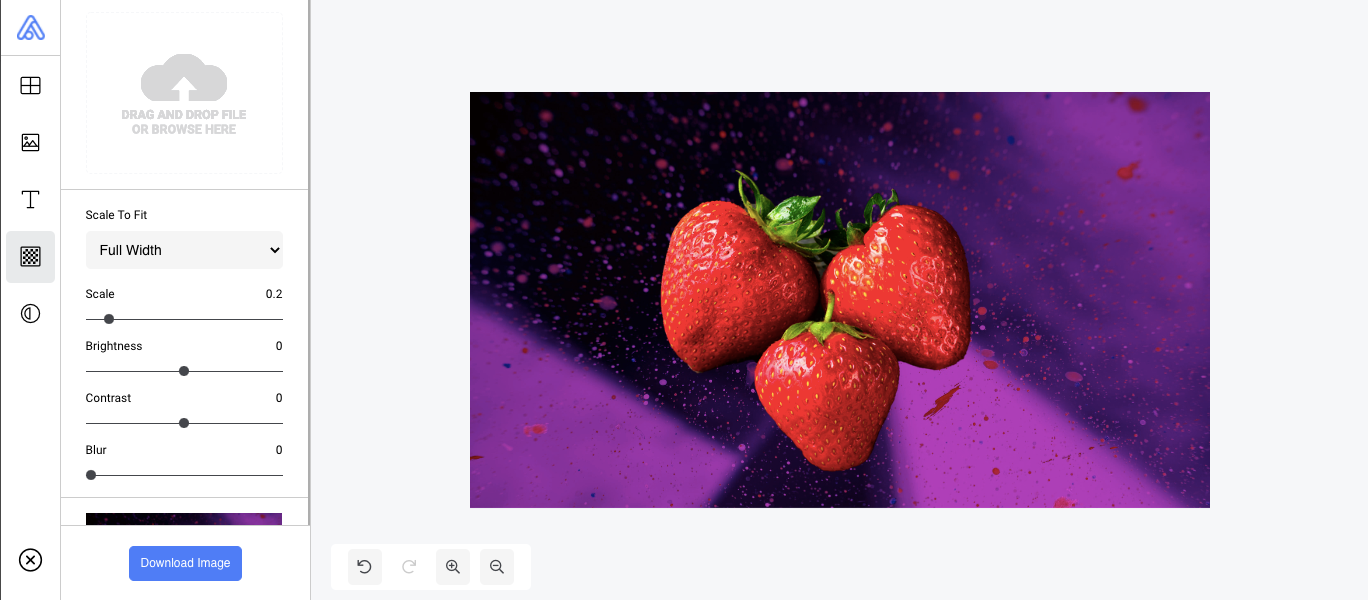 DRAG AND DROP FILE
OR BROWSE HERE
Scale To Fit
Full Width
Scale 0.2
Brightness 0
Contrast 0
Blur 0
Download Image